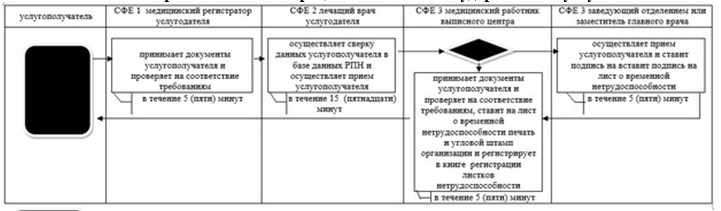 услугополучатель
СФЕ 1 медицинский регистратор
услугодателя
СФЕ 2 лечащий врач
услугодателя
СФЕ 3 медицинский работник
выписного центра
СФЕ 3 заведующий отделением или
заместитель главного врача
принимает документы
услугополучателя и
проверяет на соответствие
требованиям
в течение 5 (пяти) минут
осуществляет сверку
данных услугополучателя в
базе данных РПН и
осуществляет прием
услугополучателя
в течение 15 (пятнадцати)
минут
принимает документы
услугополучателя и
проверяет на соответствие
требованиям, ставит на лист
о временной
нетрудоспособности печать
и угловой штамп
организации и регистрирует
в книге регистрации
листков
нетрудоспособности
в течение 5 (пяти) минут
осуществляет прием
услугополучателя и ставит
подпись на вставит подпись на
лист о временной
нетрудоспособности
в течение 5 (пяти) минут